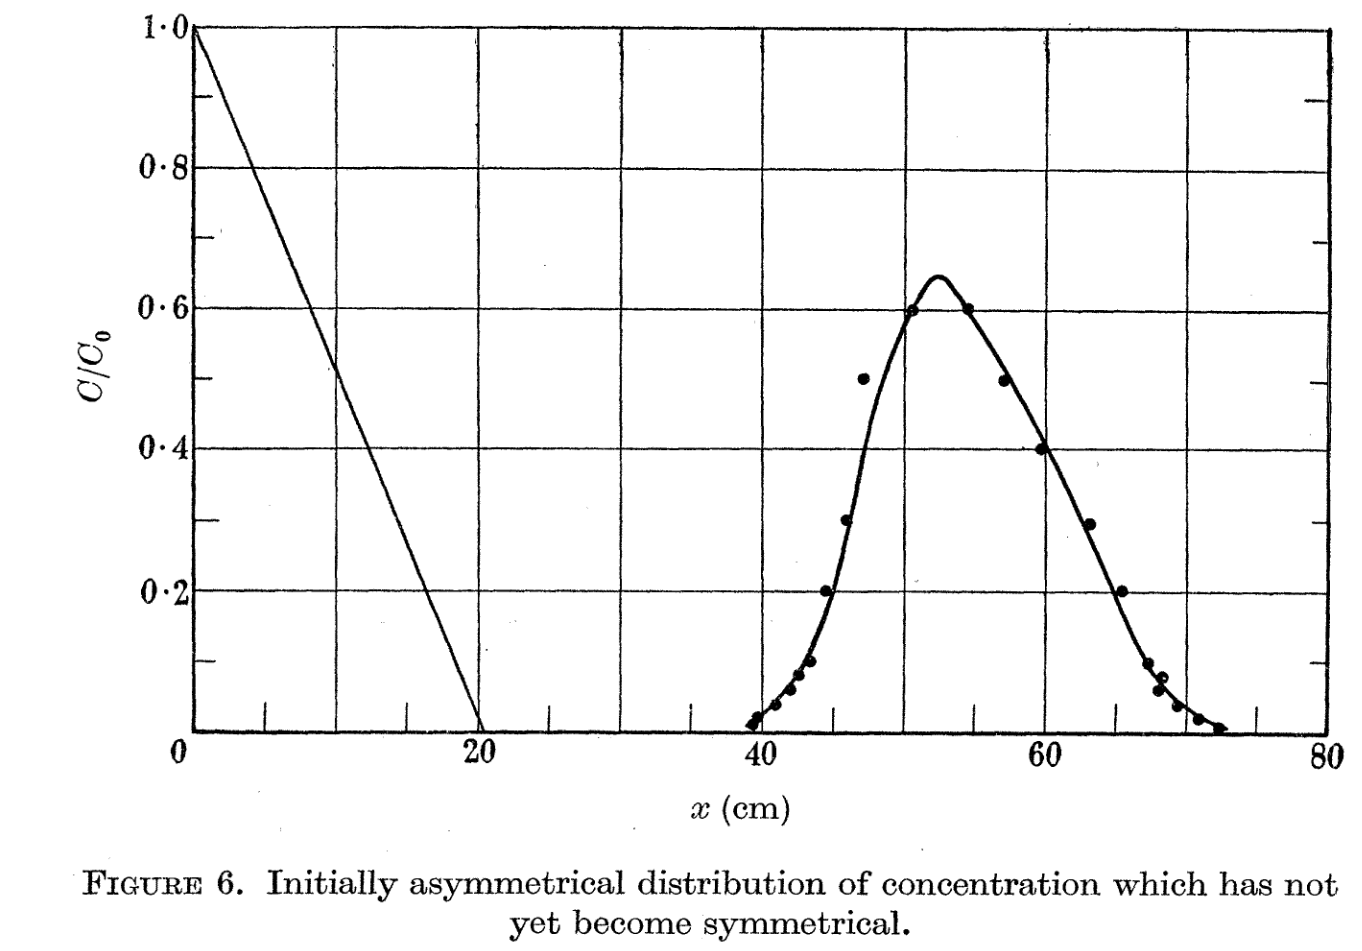 1·0
0·8
0·6
0·4
0·2
C/C₀
0 20 40 60 80
x (cm)
FIGURE 6. Initially asymmetrical distribution of concentration which has not
yet become symmetrical.